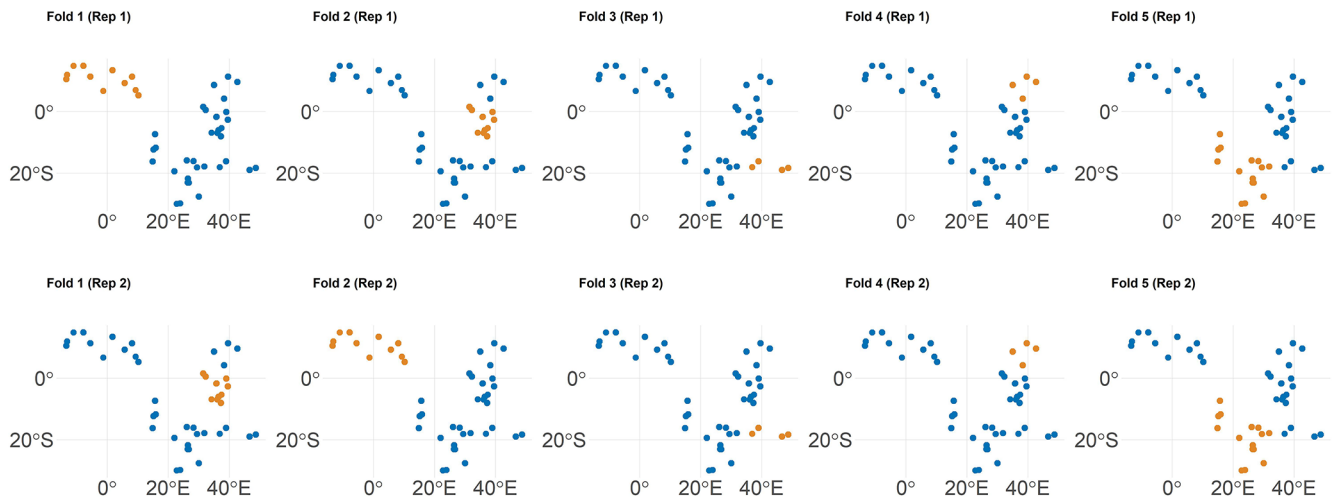 Fold 1 (Rep 1) Fold 2 (Rep 1) Fold 3 (Rep 1) Fold 4 (Rep 1) Fold 5 (Rep 1)
0° 0° 0° 0° 0°
20°S 20°S 20°S 20°S 20°S
0° 20°E 40°E 0° 20°E 40°E 0° 20°E 40°E 0° 20°E 40°E 0° 20°E 40°E
Fold 1 (Rep 2) Fold 2 (Rep 2) Fold 3 (Rep 2) Fold 4 (Rep 2) Fold 5 (Rep 2)
0° 0° 0° 0° 0°
20°S 20°S 20°S 20°S 20°S
0° 20°E 40°E 0° 20°E 40°E 0° 20°E 40°E 0° 20°E 40°E 0° 20°E 40°E